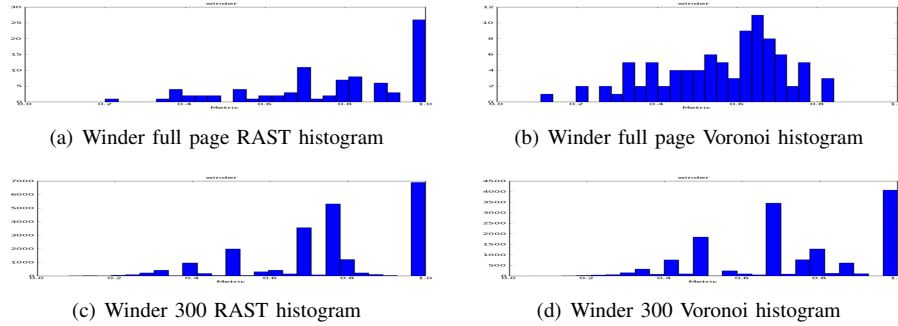 winder winder
30 25 20 15 10 5 0
0.0 0.2 0.4 0.6 0.8 1.0
Metric
12 10 8 6 4 2 0
0.0 0.2 0.4 0.6 0.8 1.0
Metric
(a) Winder full page RAST histogram (b) Winder full page Voronoi histogram
winder winder
7000 6000 5000 4000 3000 2000 1000 0
0.0 0.2 0.4 0.6 0.8 1.0
Metric
4500 4000 3500 3000 2500 2000 1500 1000 500 0
0.0 0.2 0.4 0.6 0.8 1.0
Metric
(c) Winder 300 RAST histogram (d) Winder 300 Voronoi histogram